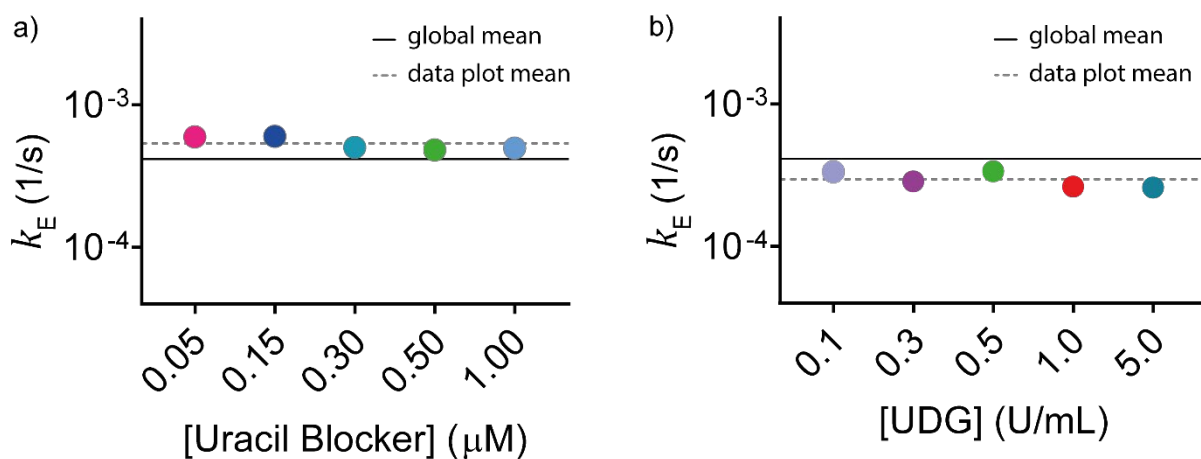 a)
global mean
data plot mean
10⁻³
10⁻⁴
k_E (1/s)
0.05
0.15
0.30
0.50
1.00
[Uracil Blocker] (μM)
b)
global mean
data plot mean
10⁻³
10⁻⁴
k_E (1/s)
0.1
0.3
0.5
1.0
5.0
[UDG] (U/mL)